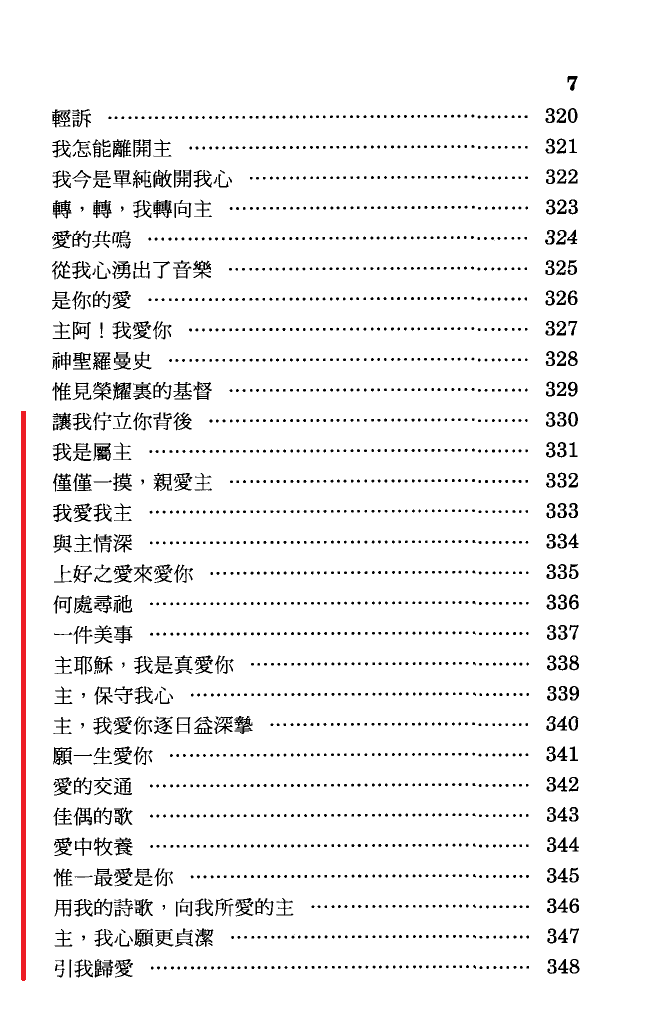 7
輕訴 ················ 320
我怎能離開主 ················ 321
我今是單純敞開我心 ················ 322
轉，轉，我轉向主 ················ 323
愛的共鳴 ················ 324
從我心湧出了音樂 ················ 325
是你的愛 ················ 326
主阿！我愛你 ················ 327
神聖羅曼史 ················ 328
惟見榮耀裏的基督 ················ 329
讓我佇立你背後 ················ 330
我是屬主 ················ 331
僅僅一摸，親愛主 ················ 332
我愛我主 ················ 333
與主情深 ················ 334
上好之愛來愛你 ················ 335
何處尋祂 ················ 336
一件美事 ················ 337
主耶穌，我是真愛你 ················ 338
主，保守我心 ················ 339
主，我愛你逐日益深摯 ················ 340
願一生愛你 ················ 341
愛的交通 ················ 342
佳偶的歌 ················ 343
愛中牧養 ················ 344
惟一最愛是你 ················ 345
用我的詩歌，向我所愛的主 ················ 346
主，我心願更貞潔 ················ 347
引我歸愛 ················ 348